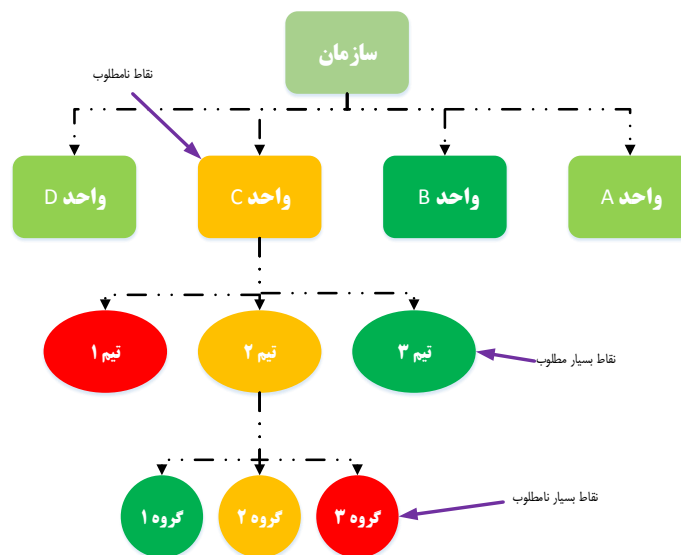 سازمان
نقاط نامطلوب
واحد A
واحد B
واحد C
واحد D
تیم ۳
تیم ۲
تیم ۱
نقاط بسیار مطلوب
گروه ۳
گروه ۲
گروه ۱
نقاط بسیار نامطلوب